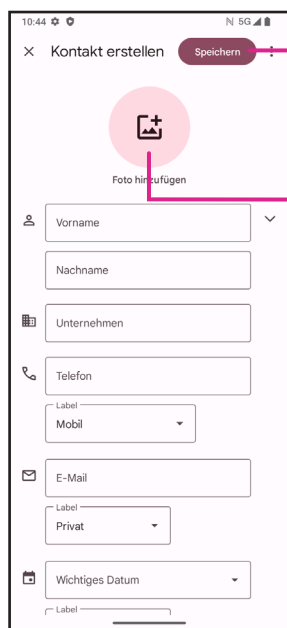 10:44 5G
Kontakt erstellen Speichern
Foto hinzufügen
Vorname
Nachname
Unternehmen
Telefon
Label
Mobil
E-Mail
Label
Privat
Wichtiges Datum
Label